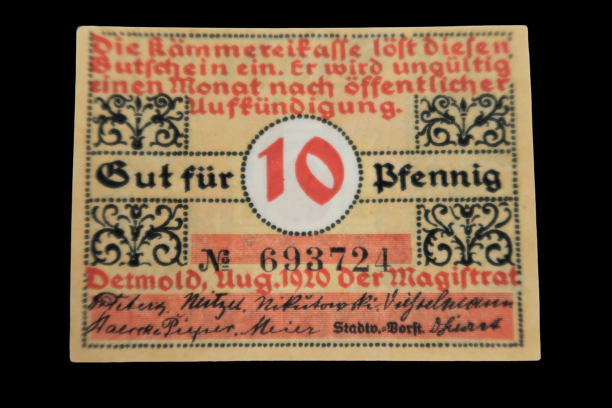 Die Kämmereikasse löst diesen
Gutschein ein. Er wird ungültig
einen Monat nach öffentlicher
Aufkündigung.
Gut für 10 Pfennig
№ 693724
Detmold, Aug. 1920 der Magistrat
Meier Stadtv.-Vorst.